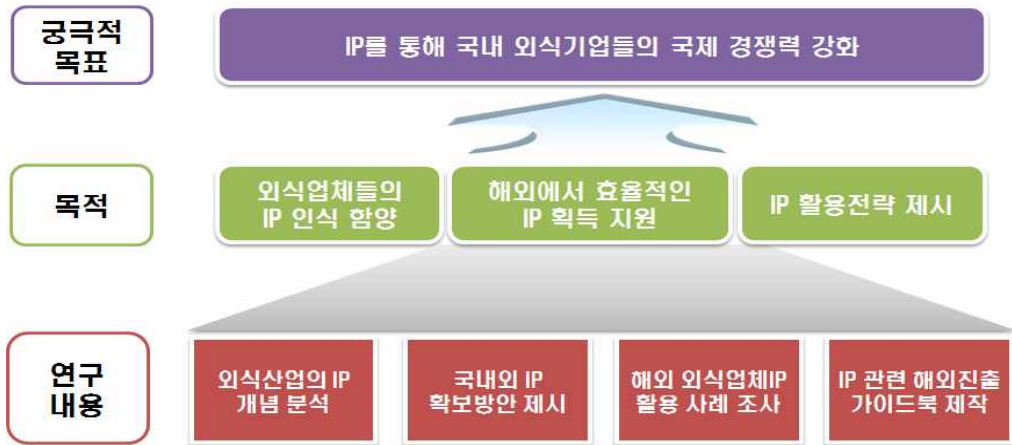 궁극적
목표
IP를 통해 국내 외식기업들의 국제 경쟁력 강화
목적
외식업체들의
IP 인식 함양
해외에서 효율적인
IP 획득 지원
IP 활용전략 제시
연구
내용
외식산업의 IP
개념 분석
국내외 IP
확보방안 제시
해외 외식업체IP
활용 사례 조사
IP 관련 해외진출
가이드북 제작